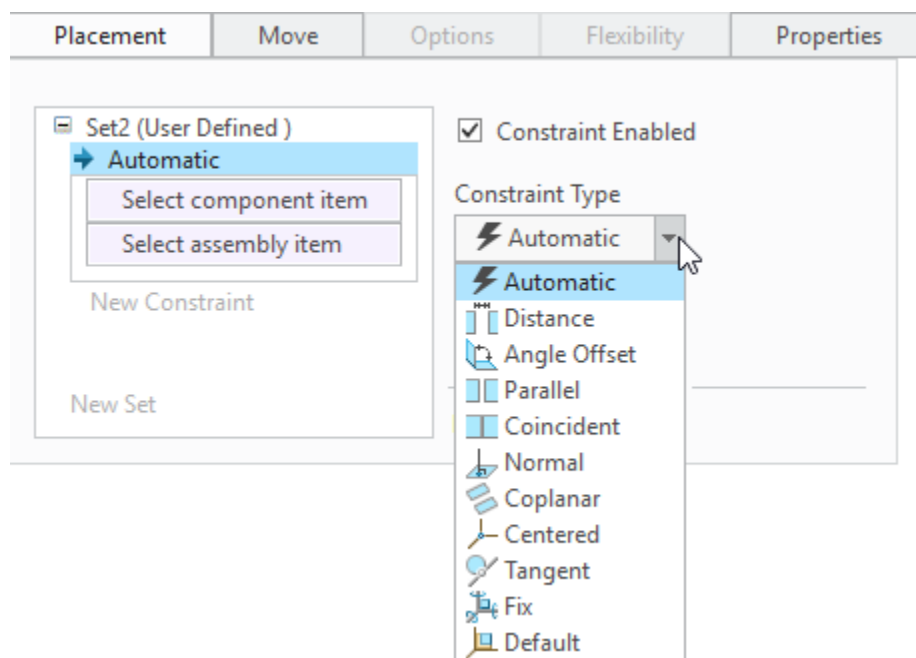 Placement Move Options Flexibility Properties
Set2 (User Defined )
Automatic
Select component item
Select assembly item
New Constraint
New Set
Constraint Enabled
Constraint Type
Automatic
Automatic
Distance
Angle Offset
Parallel
Coincident
Normal
Coplanar
Centered
Tangent
Fix
Default